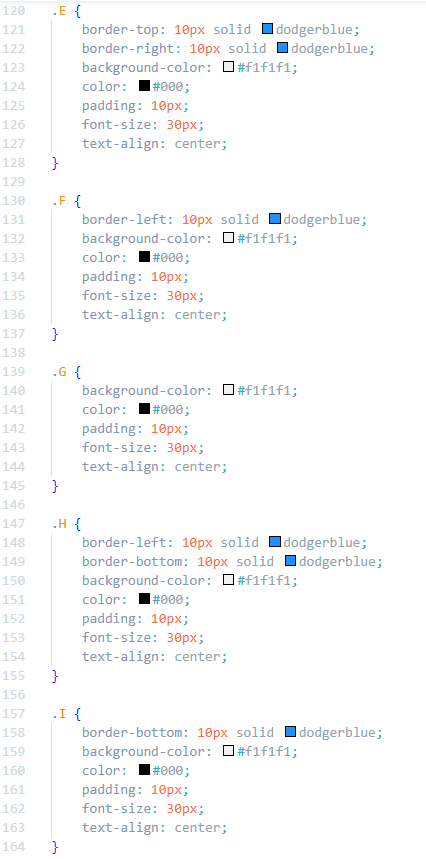 120 .E {
121 border-top: 10px solid dodgerblue;
122 border-right: 10px solid dodgerblue;
123 background-color: #f1f1f1;
124 color: #000;
125 padding: 10px;
126 font-size: 30px;
127 text-align: center;
128 }
129
130 .F {
131 border-left: 10px solid dodgerblue;
132 background-color: #f1f1f1;
133 color: #000;
134 padding: 10px;
135 font-size: 30px;
136 text-align: center;
137 }
138
139 .G {
140 background-color: #f1f1f1;
141 color: #000;
142 padding: 10px;
143 font-size: 30px;
144 text-align: center;
145 }
146
147 .H {
148 border-left: 10px solid dodgerblue;
149 border-bottom: 10px solid dodgerblue;
150 background-color: #f1f1f1;
151 color: #000;
152 padding: 10px;
153 font-size: 30px;
154 text-align: center;
155 }
156
157 .I {
158 border-bottom: 10px solid dodgerblue;
159 background-color: #f1f1f1;
160 color: #000;
161 padding: 10px;
162 font-size: 30px;
163 text-align: center;
164 }